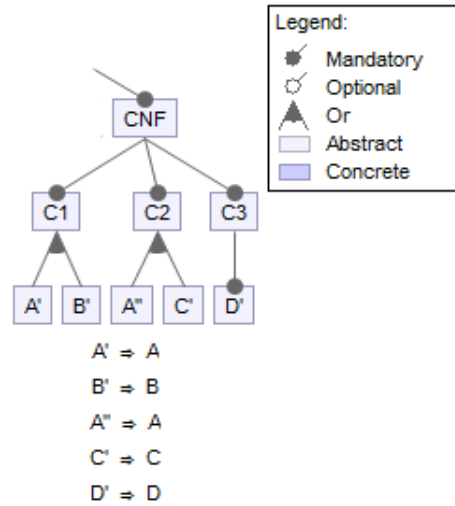 Legend:
Mandatory
Optional
Or
Abstract
Concrete
CNF
C1 C2 C3
A' B' A'' C' D'
A' ⇒ A
B' ⇒ B
A'' ⇒ A
C' ⇒ C
D' ⇒ D